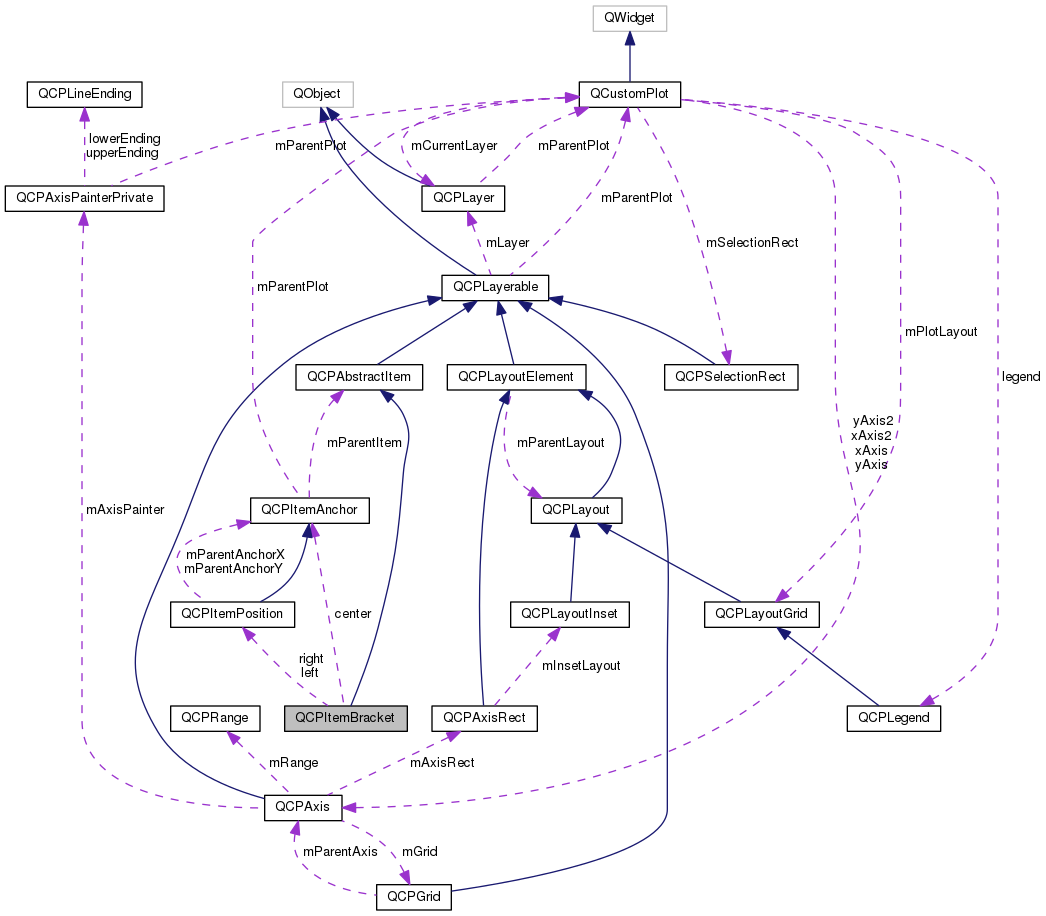 QWidget
QCPLineEnding
QObject
QCustomPlot
lowerEnding
upperEnding
mParentPlot
mCurrentLayer
mParentPlot
QCPAxisPainterPrivate
QCPLayer
mParentPlot
mLayer
mSelectionRect
mParentPlot
QCPLayerable
mPlotLayout
QCPAbstractItem
QCPLayoutElement
QCPSelectionRect
legend
yAxis2
xAxis2
xAxis
yAxis
mParentItem
mParentLayout
mAxisPainter
QCPItemAnchor
QCPLayout
mParentAnchorX
mParentAnchorY
QCPItemPosition
center
QCPLayoutInset
QCPLayoutGrid
right
left
mInsetLayout
QCPRange
QCPItemBracket
QCPAxisRect
QCPLegend
mRange
mAxisRect
QCPAxis
mParentAxis
mGrid
QCPGrid